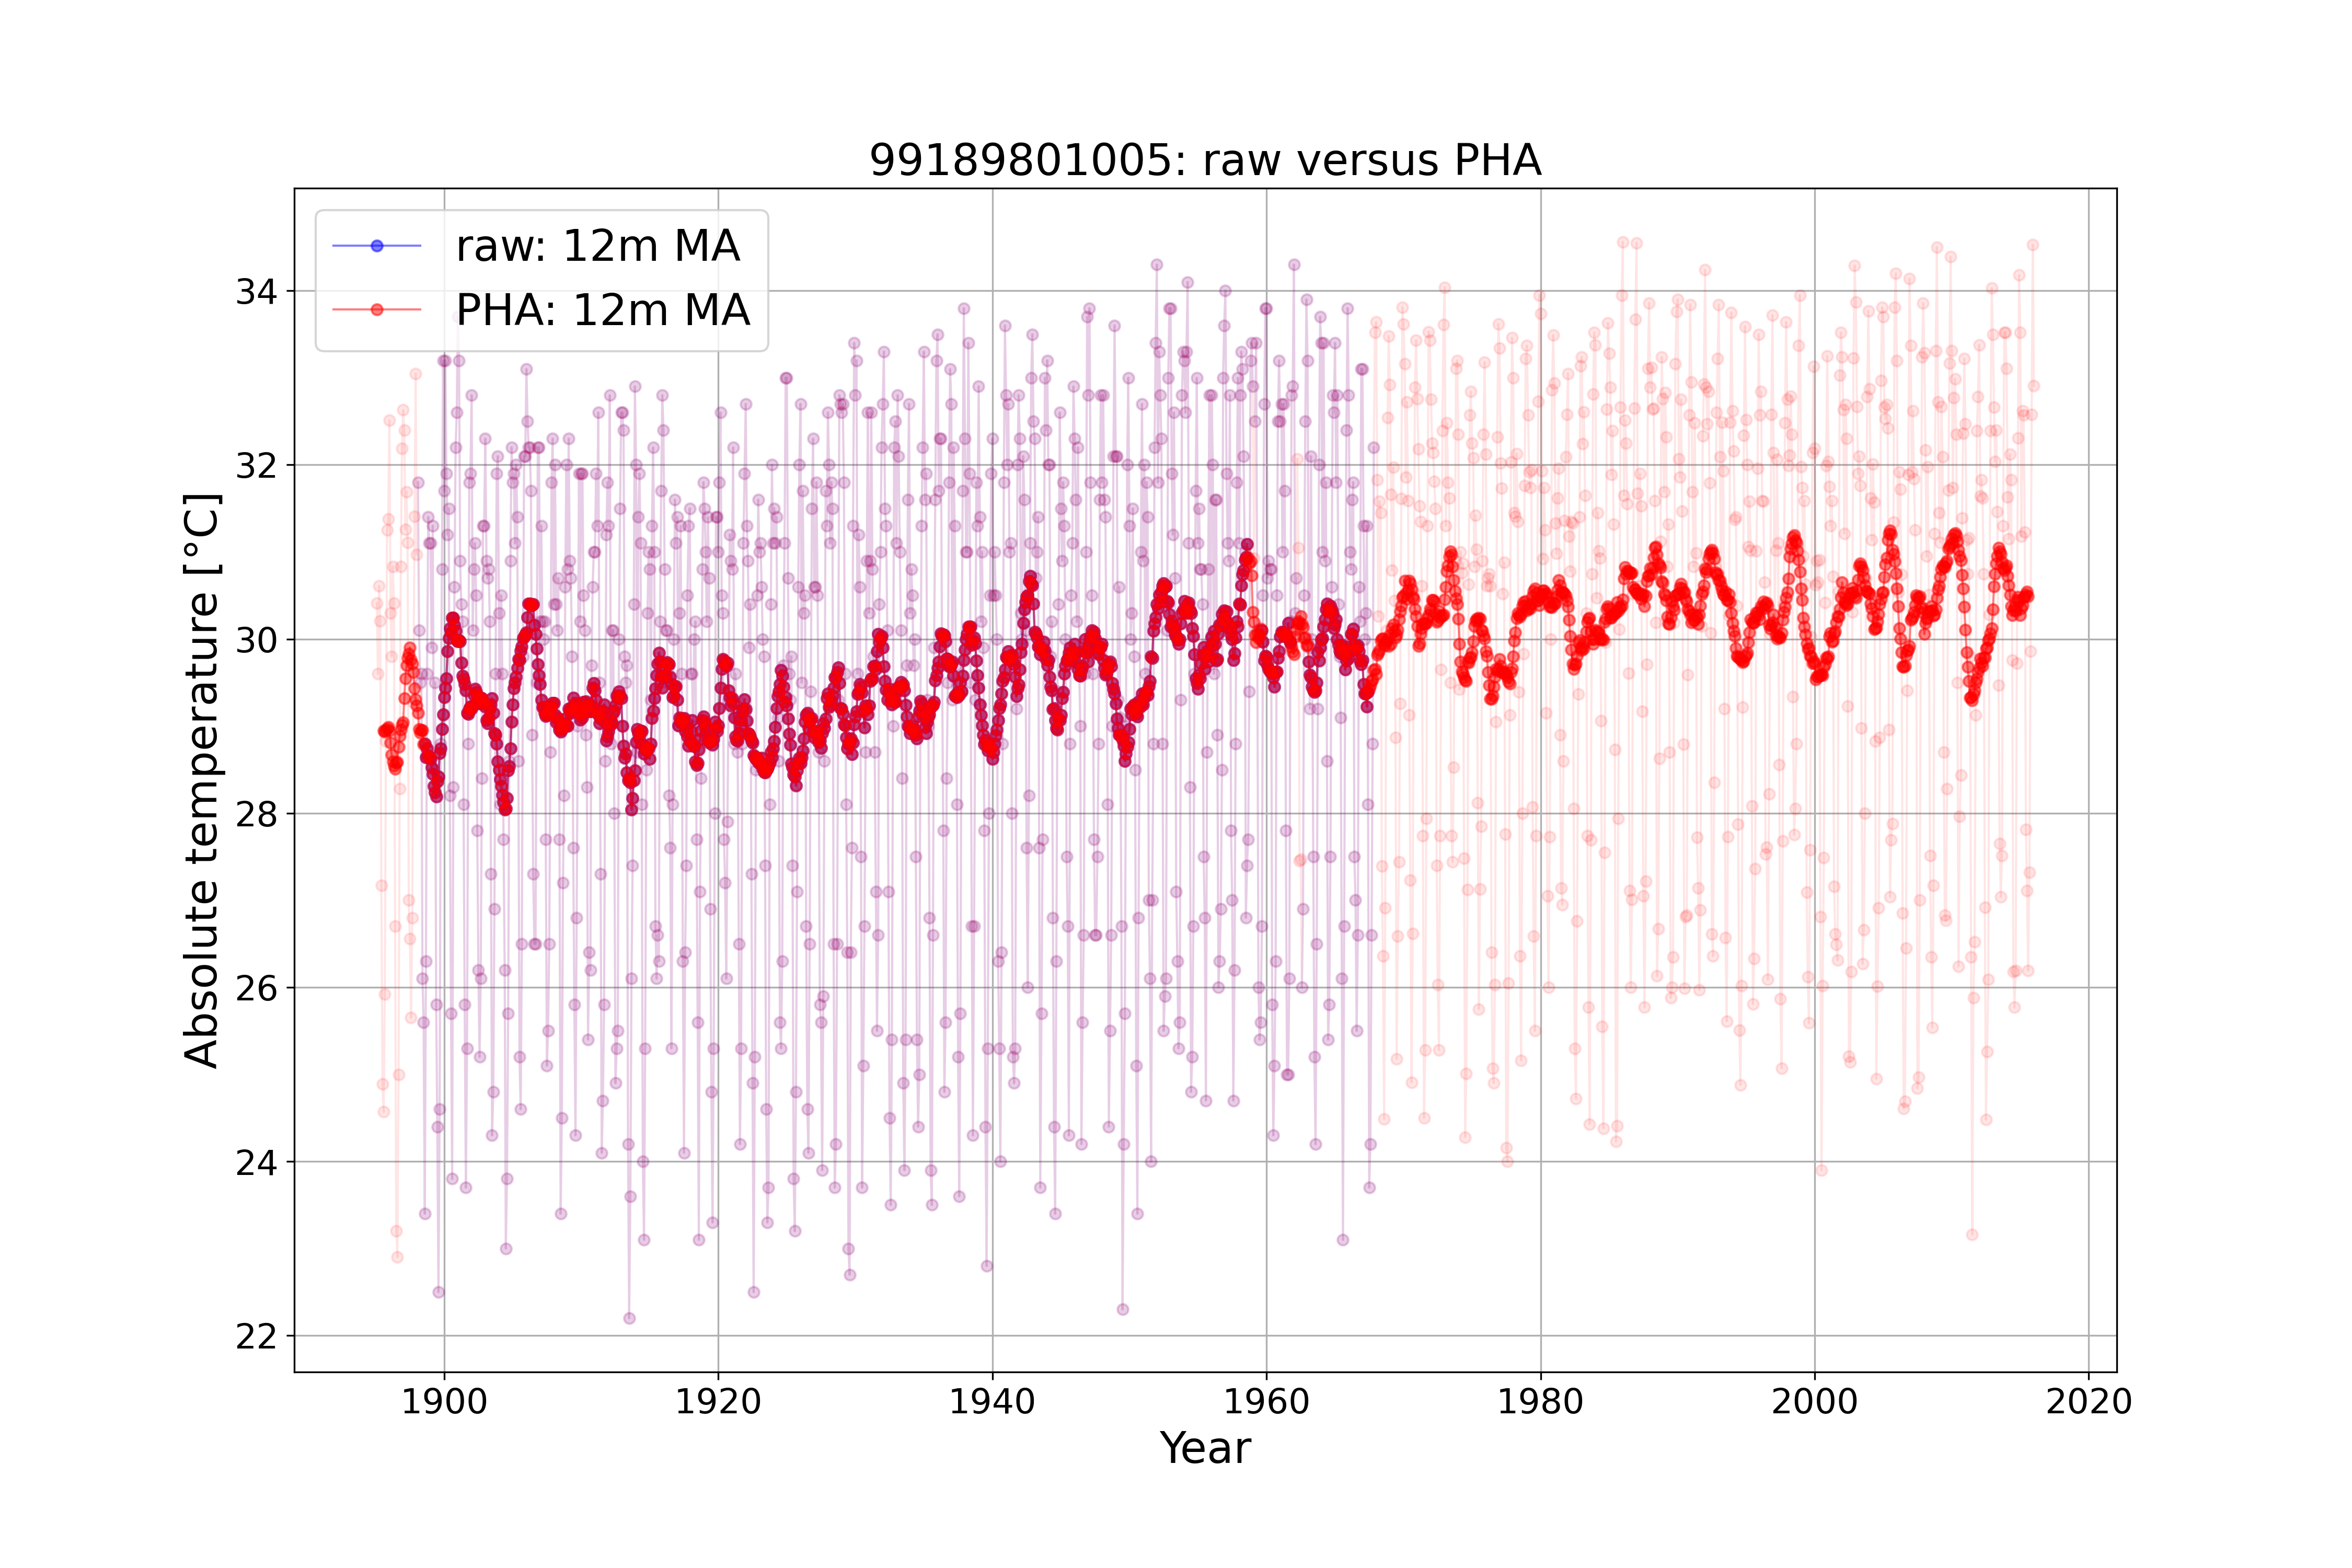 99189801005: raw versus PHA
raw: 12m MA
PHA: 12m MA
Absolute temperature [°C]
34
32
30
28
26
24
22
1900
1920
1940
1960
1980
2000
2020
Year